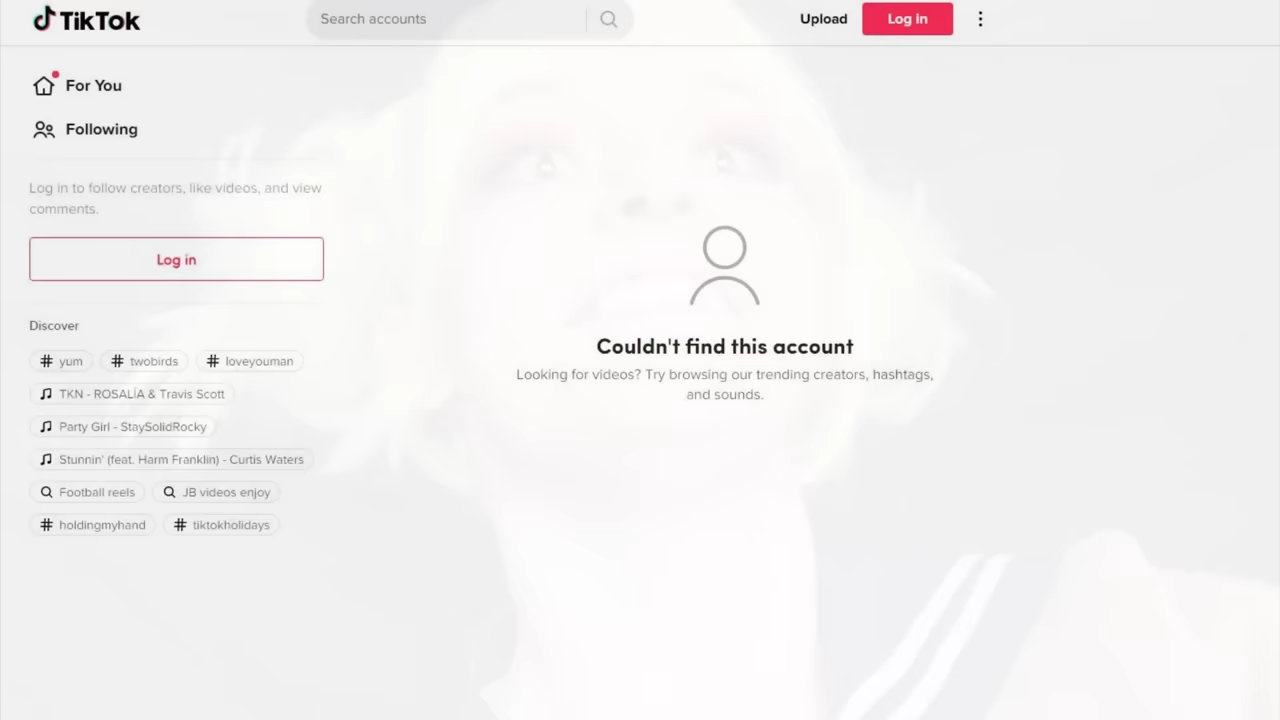 TikTok
Search accounts
Upload
Log in
For You
Following
Log in to follow creators, like videos, and view
comments.
Log in
Discover
# yum
# twobirds
# loveyouman
TKN - ROSALÍA & Travis Scott
Party Girl - StaySolidRocky
Stunnin' (feat. Harm Franklin) - Curtis Waters
Football reels
JB videos enjoy
# holdingmyhand
# tiktokholidays
Couldn't find this account
Looking for videos? Try browsing our trending creators, hashtags,
and sounds.